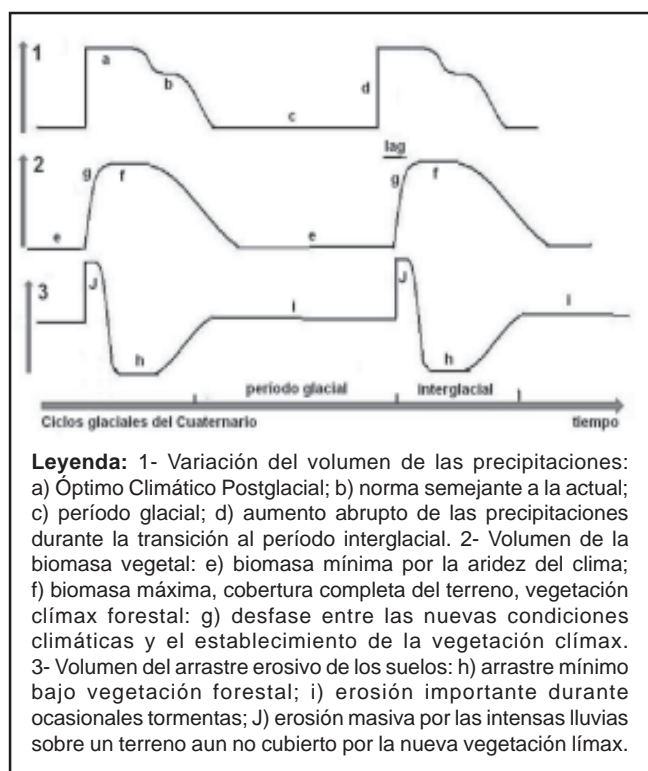 1
a
b
c
d
2
lag
g
f
g
f
e
e
3
J
J
i
i
h
h
período glacial
interglacial
Ciclos glaciales del Cuaternario
tiempo
Leyenda: 1- Variación del volumen de las precipitaciones:
a) Óptimo Climático Postglacial; b) norma semejante a la actual;
c) período glacial; d) aumento abrupto de las precipitaciones
durante la transición al período interglacial. 2- Volumen de la
biomasa vegetal: e) biomasa mínima por la aridez del clima;
f) biomasa máxima, cobertura completa del terreno, vegetación
clímax forestal: g) desfase entre las nuevas condiciones
climáticas y el establecimiento de la vegetación clímax.
3- Volumen del arrastre erosivo de los suelos: h) arrastre mínimo
bajo vegetación forestal; i) erosión importante durante
ocasionales tormentas; J) erosión masiva por las intensas lluvias
sobre un terreno aun no cubierto por la nueva vegetación límax.